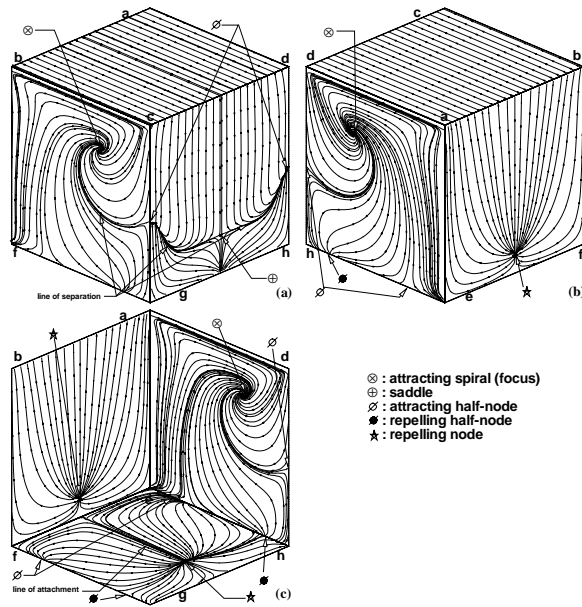 a
b
d
c
f
h
g
line of separation
(a)
c
d
b
a
h
f
e
(b)
a
b
d
e
f
h
g
line of attachment
(c)
⊗ : attracting spiral (focus)
⊕ : saddle
: attracting half-node
: repelling half-node
: repelling node